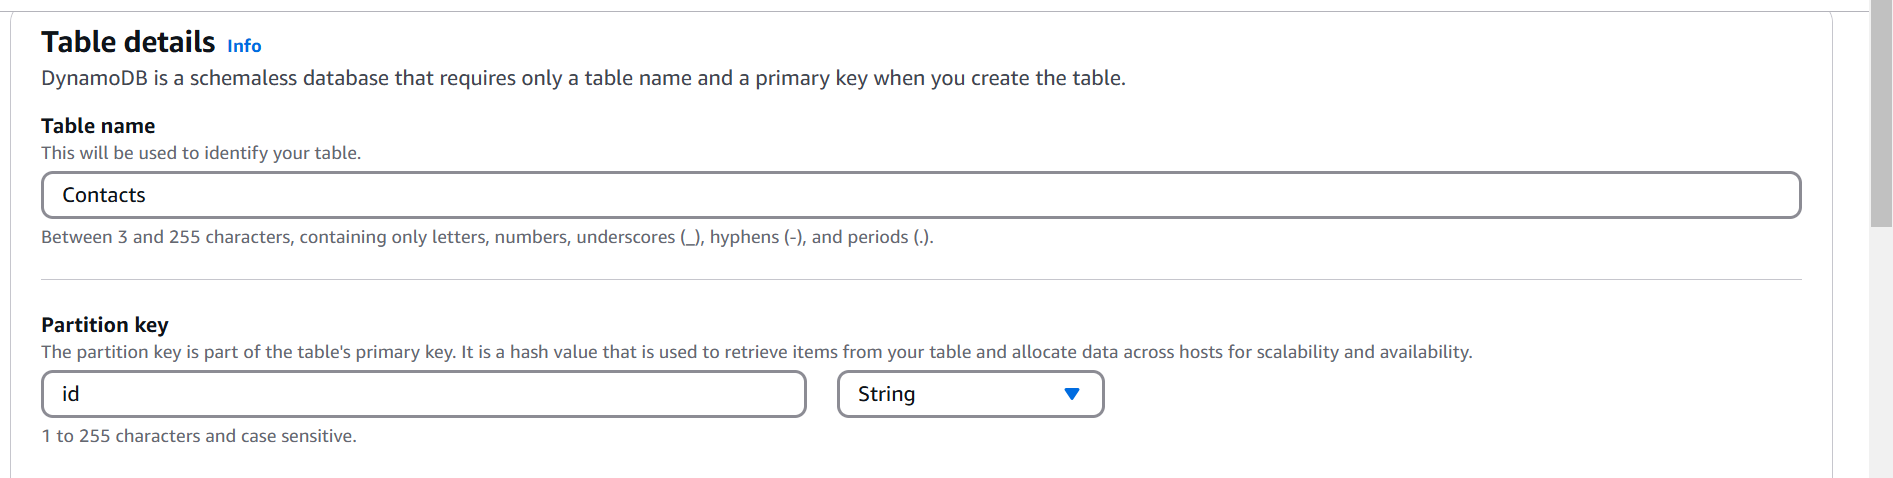 Table details Info
DynamoDB is a schemaless database that requires only a table name and a primary key when you create the table.
Table name
This will be used to identify your table.
Contacts
Between 3 and 255 characters, containing only letters, numbers, underscores (_), hyphens (-), and periods (.).
Partition key
The partition key is part of the table's primary key. It is a hash value that is used to retrieve items from your table and allocate data across hosts for scalability and availability.
id String
1 to 255 characters and case sensitive.